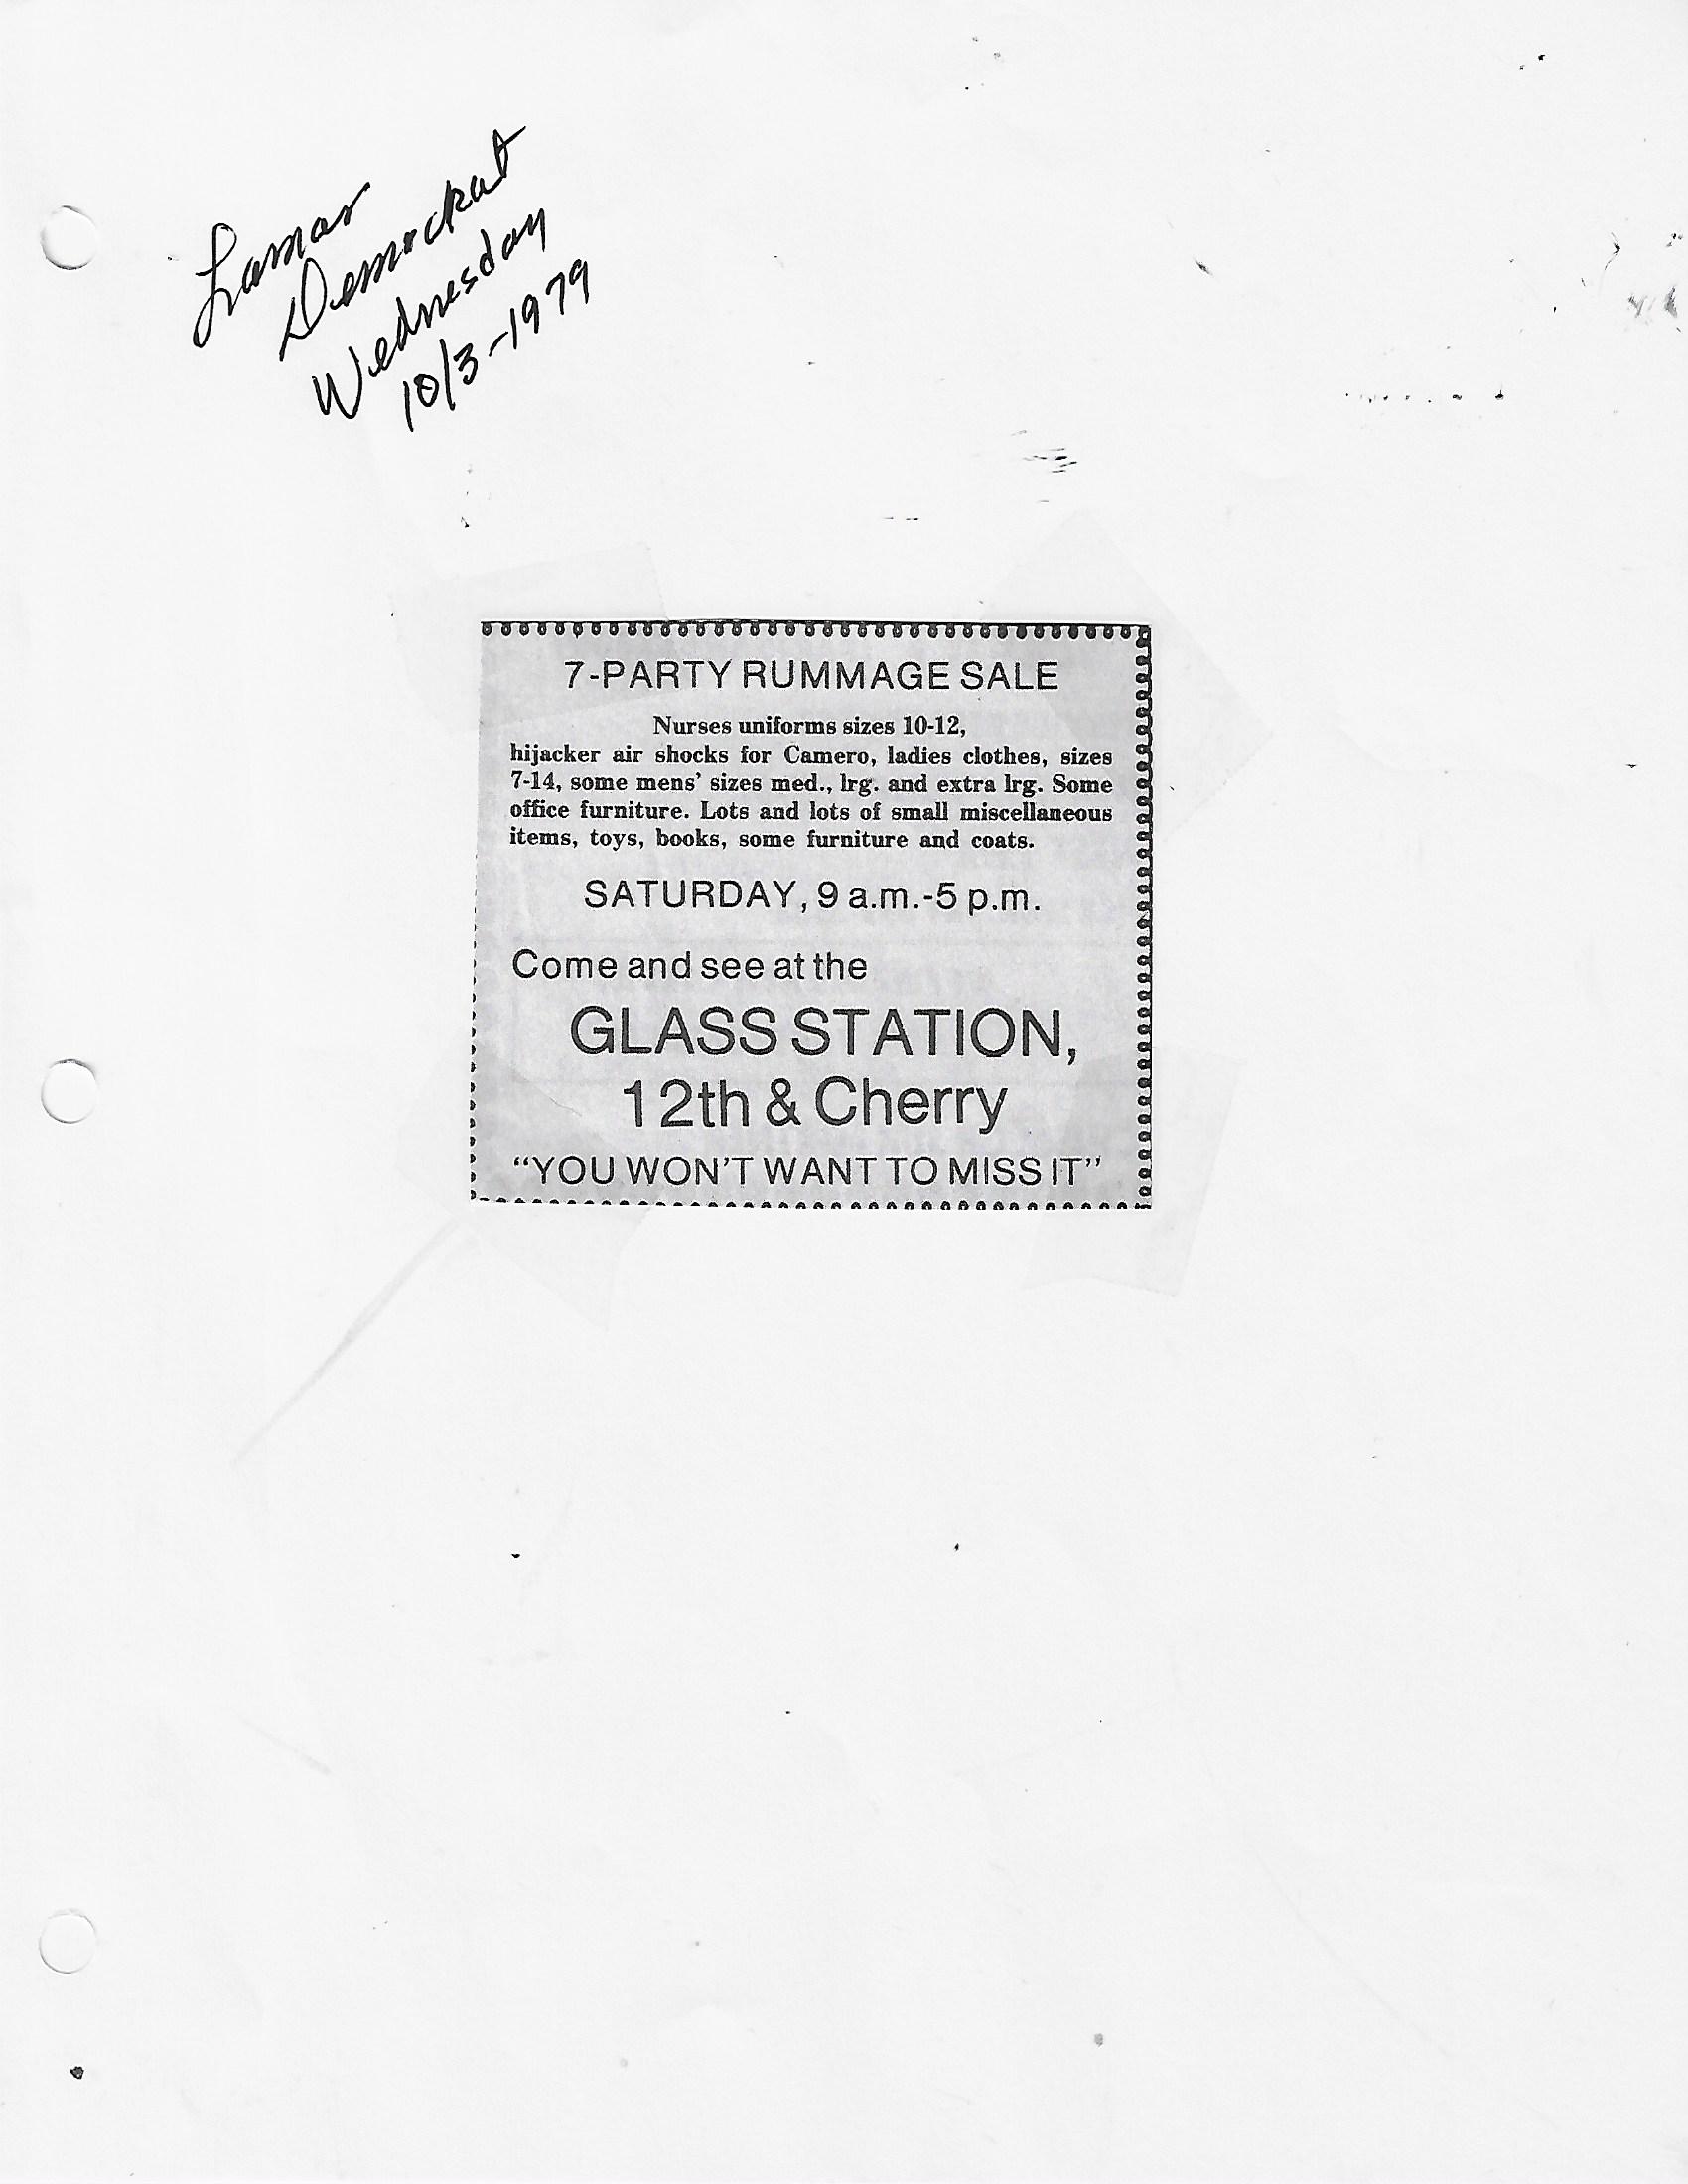 Lamar
Democrat
Wednesday
10/3-1979
7-PARTY RUMMAGE SALE
Nurses uniforms sizes 10-12,
hijacker air shocks for Camero, ladies clothes, sizes
7-14, some mens' sizes med., lrg. and extra lrg. Some
office furniture. Lots and lots of small miscellaneous
items, toys, books, some furniture and coats.
SATURDAY, 9 a.m.-5 p.m.
Come and see at the
GLASS STATION,
12th & Cherry
“YOU WON'T WANT TO MISS IT”